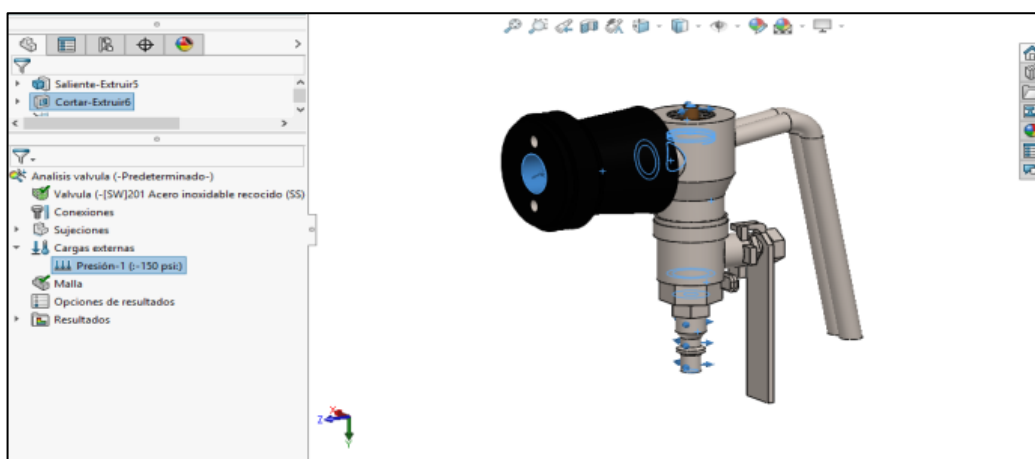 Saliente-Extruir5
Cortar-Extruir6
Analisis valvula (-Predeterminado-)
Valvula (-[SW]201 Acero inoxidable recocido (SS)
Conexiones
Sujeciones
Cargas externas
Presión-1 (:-150 psi:)
Malla
Opciones de resultados
Resultados
X
Z
Y